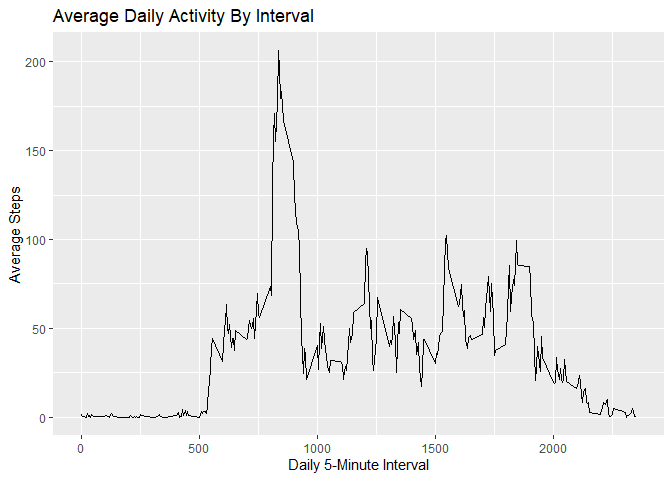 Average Daily Activity By Interval
200
150
100
50
0
Average Steps
0 500 1000 1500 2000
Daily 5-Minute Interval